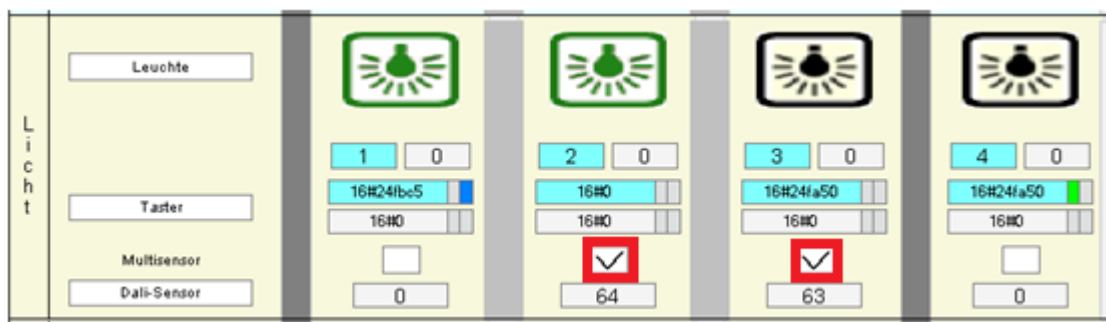 Licht
Leuchte
1 0 2 0 3 0 4 0
16#24fbc5 16#0 16#24fa50 16#24fa50
Taster
16#0 16#0 16#0 16#0
Multisensor
Dali-Sensor 0 64 63 0